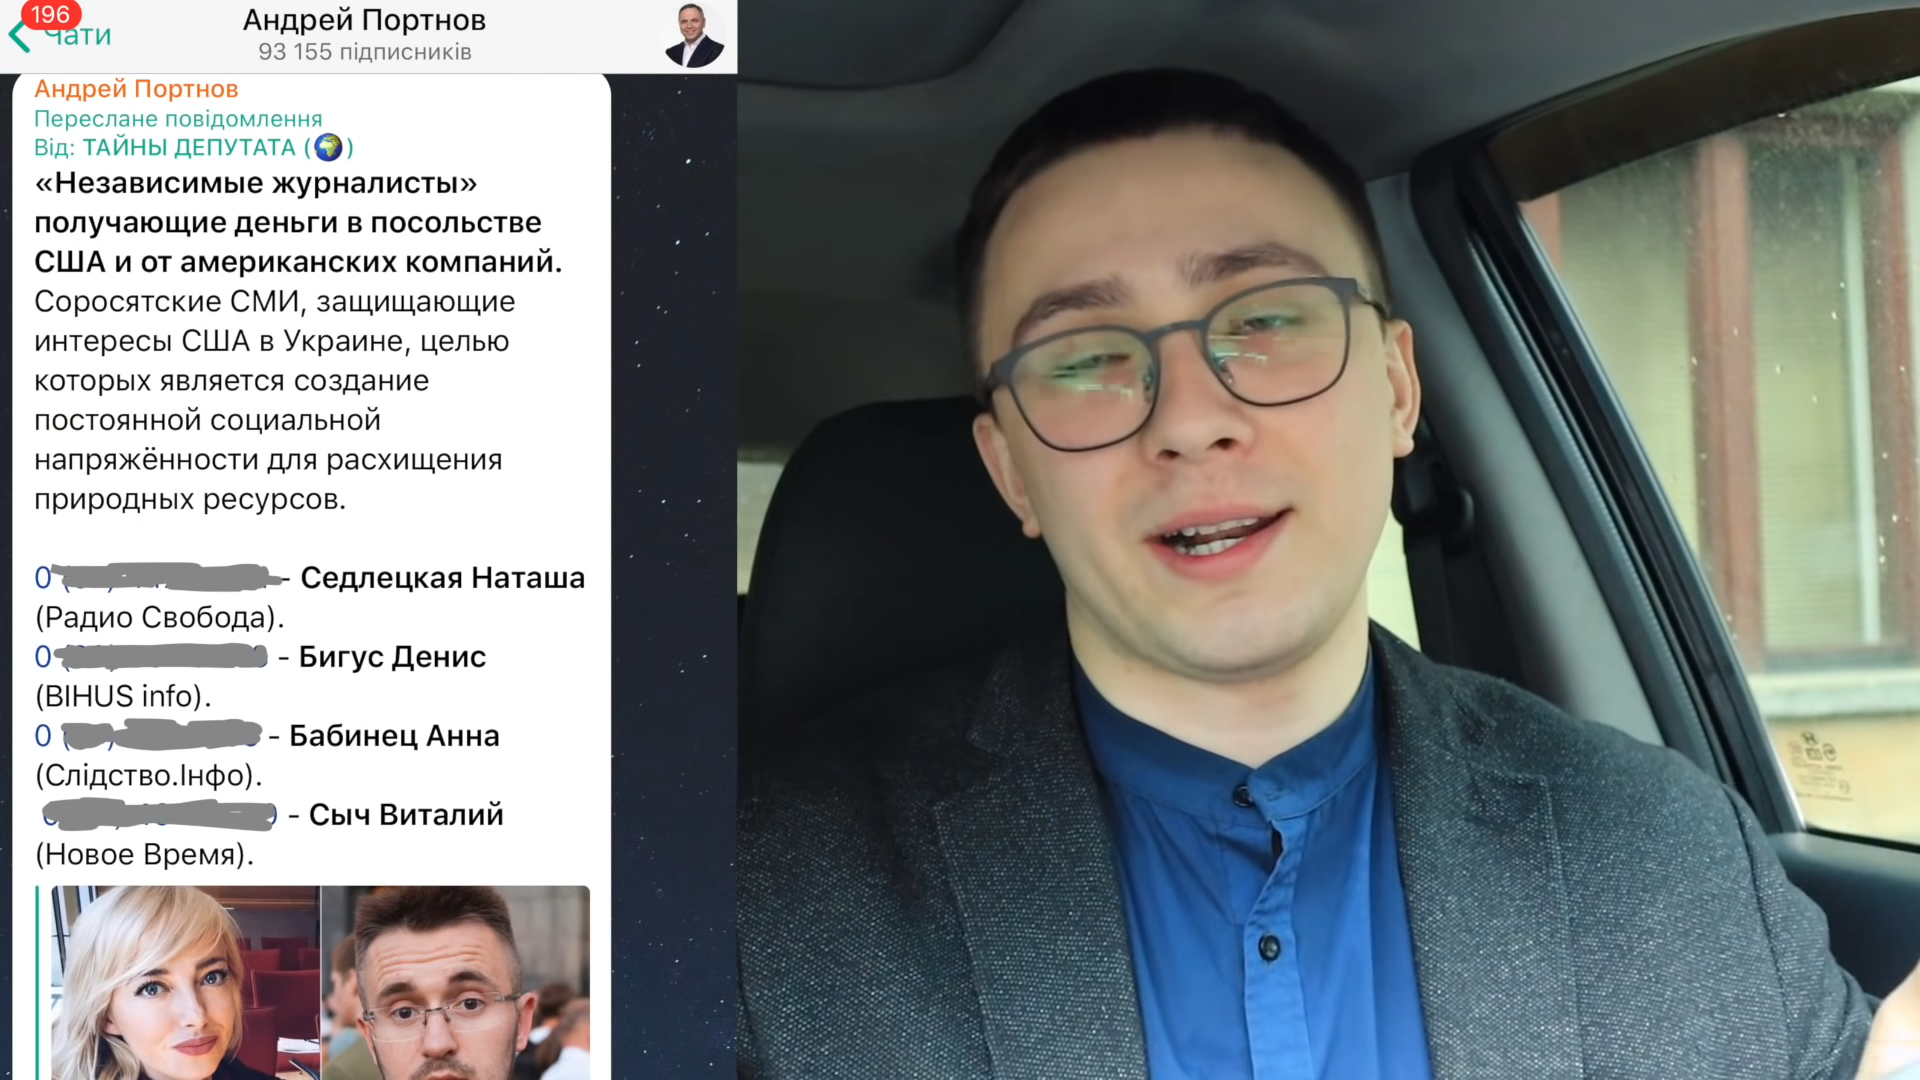 196
Чати
Андрей Портнов
93 155 підписників
Андрей Портнов
Переслане повідомлення
Від: ТАЙНЫ ДЕПУТАТА (🌍)
«Независимые журналисты»
получающие деньги в посольстве
США и от американских компаний.
Соросятские СМИ, защищающие
интересы США в Украине, целью
которых является создание
постоянной социальной
напряжённости для расхищения
природных ресурсов.
0 - Седлецкая Наташа
(Радио Свобода).
0 - Бигус Денис
(BIHUS info).
0 ( - Бабинец Анна
(Слідство.Інфо).
- Сыч Виталий
(Новое Время).